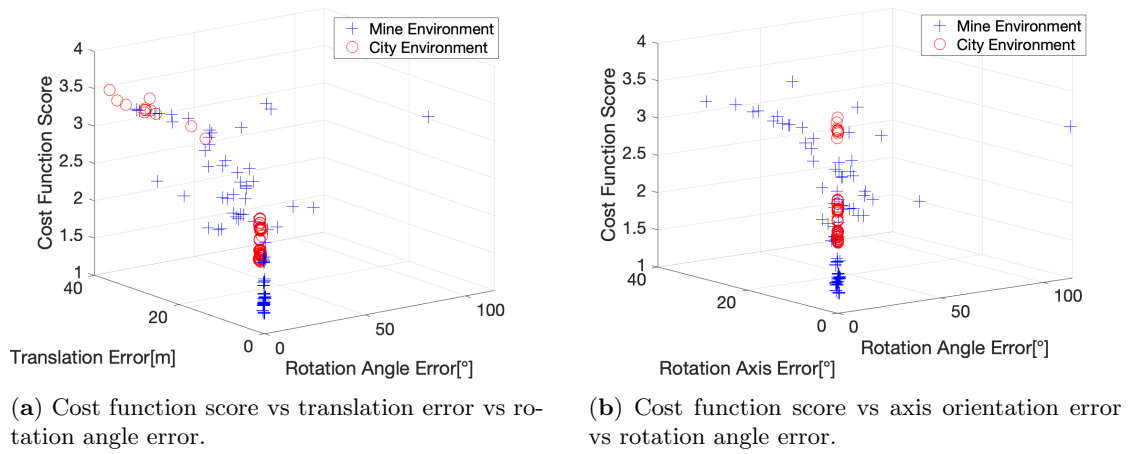 Mine Environment
City Environment
4
3.5
3
2.5
2
1.5
1
Cost Function Score
40
20
0
Translation Error[m]
0
50
100
Rotation Angle Error[°]
(a) Cost function score vs translation error vs ro-
tation angle error.
Mine Environment
City Environment
4
3.5
3
2.5
2
1.5
1
Cost Function Score
40
20
0
Rotation Axis Error[°]
0
50
100
Rotation Angle Error[°]
(b) Cost function score vs axis orientation error
vs rotation angle error.